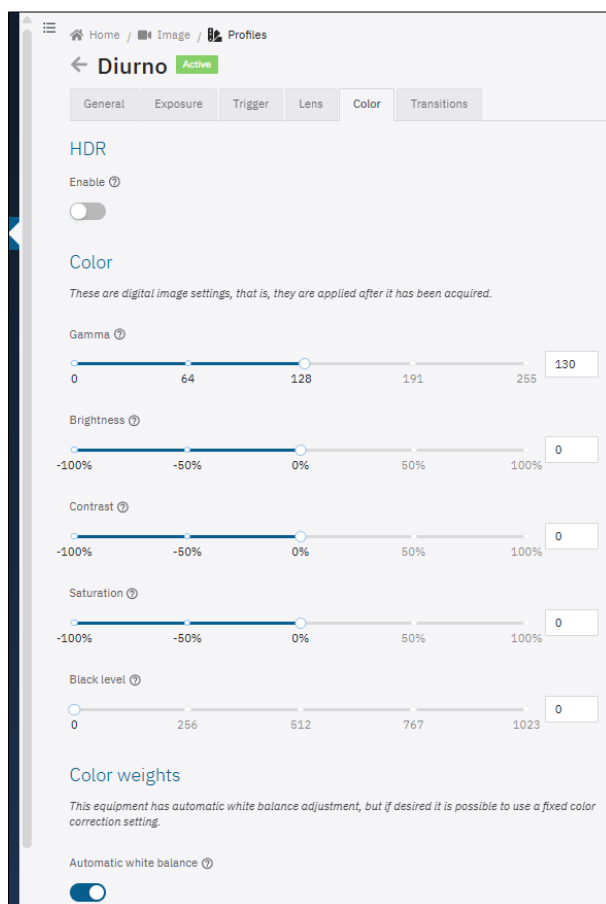 Home / Image / Profiles
Diurno Active
General Exposure Trigger Lens Color Transitions
HDR
Enable
Color
These are digital image settings, that is, they are applied after it has been acquired.
Gamma
130
0 64 128 191 255
Brightness
0
-100% -50% 0% 50% 100%
Contrast
0
-100% -50% 0% 50% 100%
Saturation
0
-100% -50% 0% 50% 100%
Black level
0
0 256 512 767 1023
Color weights
This equipment has automatic white balance adjustment, but if desired it is possible to use a fixed color
correction setting.
Automatic white balance